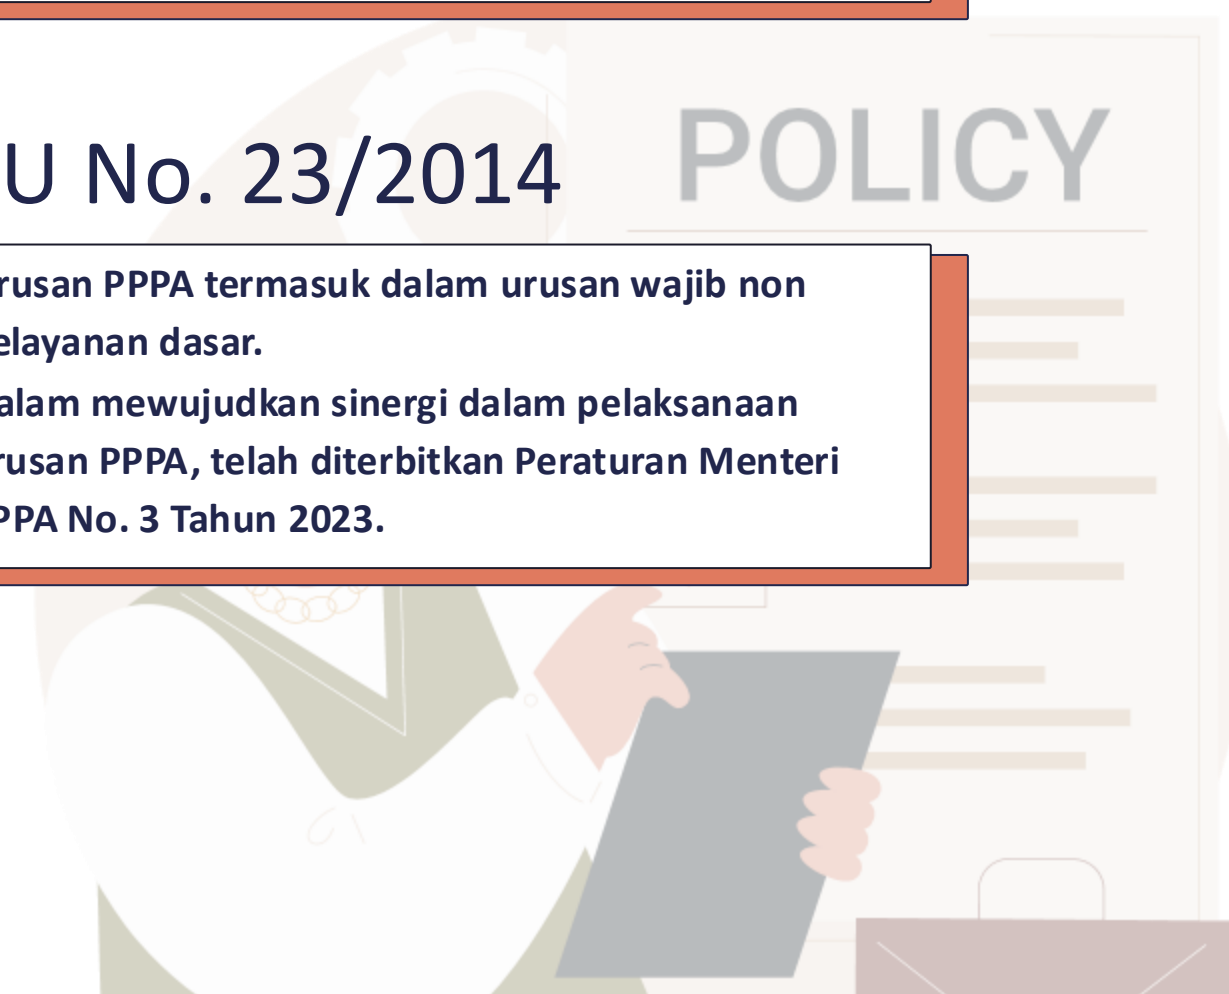 POLICY
U No. 23/2014
rusan PPPA termasuk dalam urusan wajib non
elayanan dasar.
alam mewujudkan sinergi dalam pelaksanaan
rusan PPPA, telah diterbitkan Peraturan Menteri
PPA No. 3 Tahun 2023.